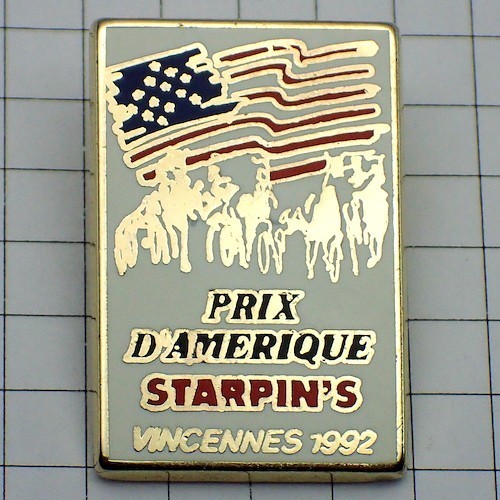 PRIX
D'AMERIQUE
STARPIN'S
VINCENNES 1992